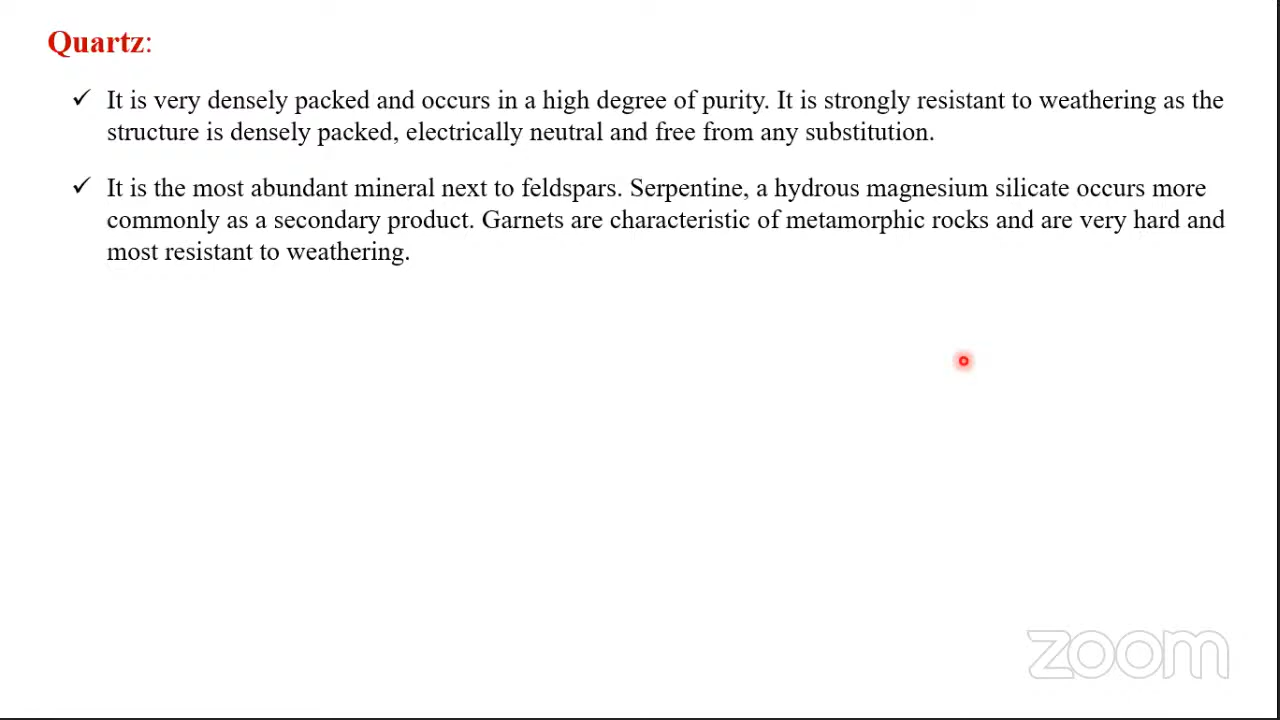 Quartz:
✓ It is very densely packed and occurs in a high degree of purity. It is strongly resistant to weathering as the
structure is densely packed, electrically neutral and free from any substitution.
✓ It is the most abundant mineral next to feldspars. Serpentine, a hydrous magnesium silicate occurs more
commonly as a secondary product. Garnets are characteristic of metamorphic rocks and are very hard and
most resistant to weathering.
zoom